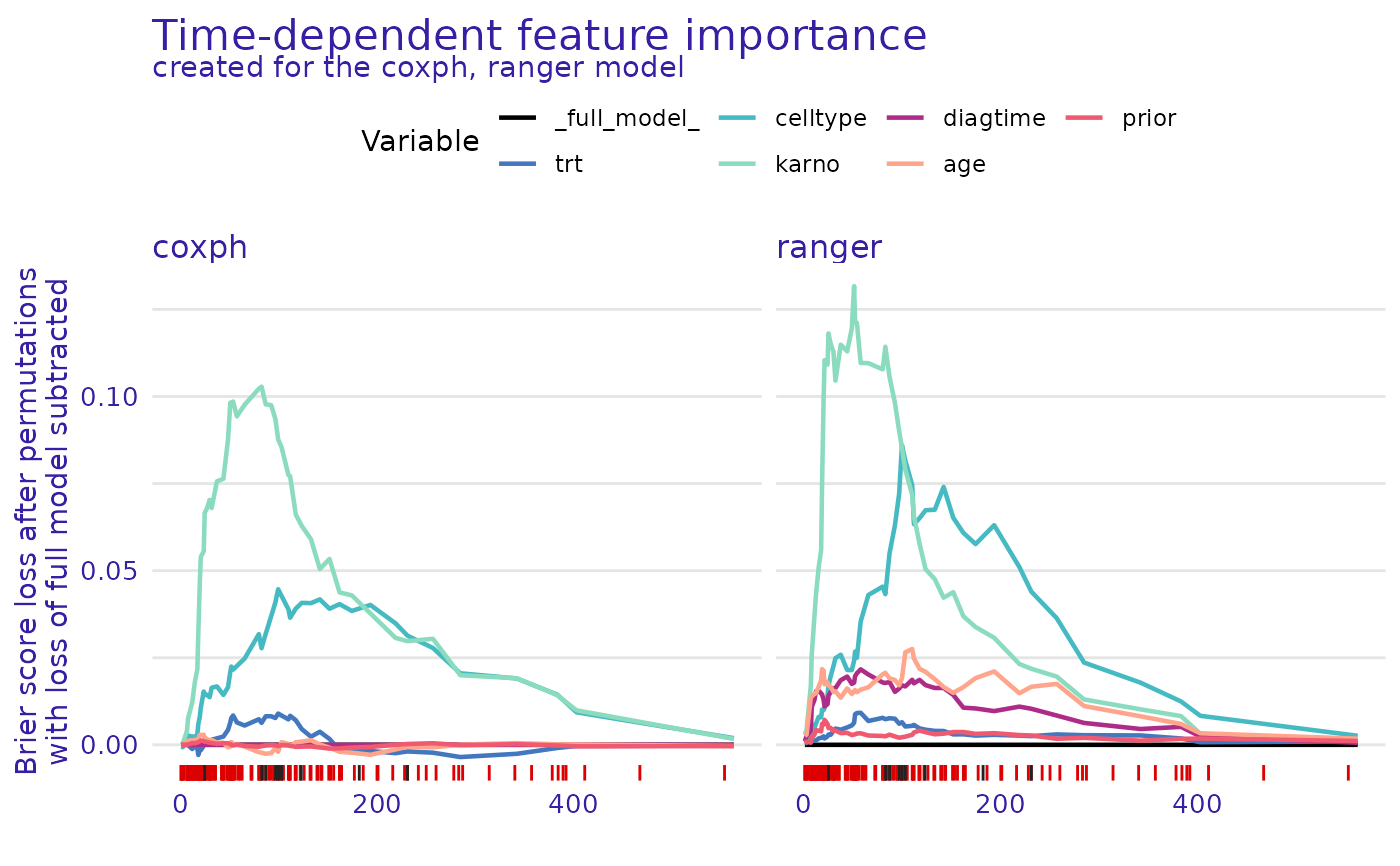 Time-dependent feature importance
created for the coxph, ranger model
Variable
_full_model_ celltype diagtime prior
trt karno age
coxph
ranger
Brier score loss after permutations
with loss of full model subtracted
0.10
0.05
0.00
0 200 400
0 200 400